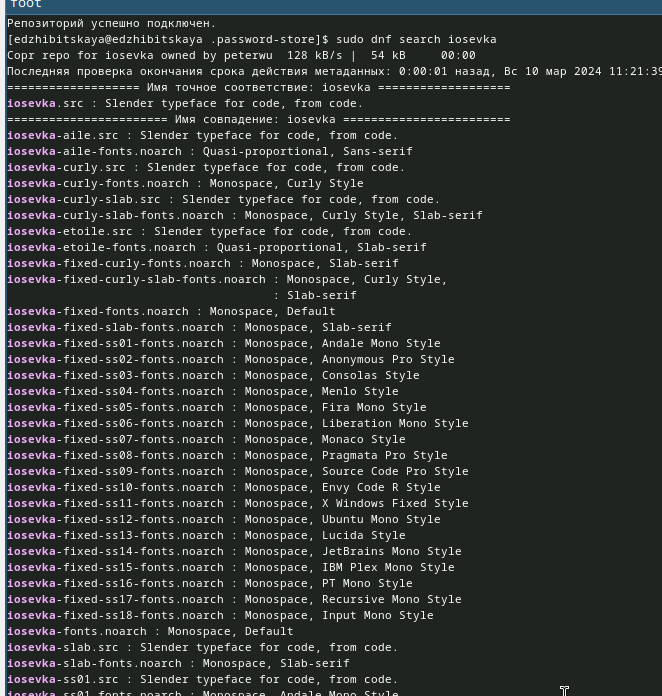 foot
Репозиторий успешно подключен.
[edzhibitskaya@edzhibitskaya .password-store]$ sudo dnf search iosevka
Copr repo for iosevka owned by peterwu  128 kB/s |  54 kB     00:00
Последняя проверка окончания срока действия метаданных: 0:00:01 назад, Вс 10 мар 2024 11:21:39
=================== Имя точное соответствие: iosevka ===================
iosevka.src : Slender typeface for code, from code.
======================= Имя совпадение: iosevka ========================
iosevka-aile.src : Slender typeface for code, from code.
iosevka-aile-fonts.noarch : Quasi-proportional, Sans-serif
iosevka-curly.src : Slender typeface for code, from code.
iosevka-curly-fonts.noarch : Monospace, Curly Style
iosevka-curly-slab.src : Slender typeface for code, from code.
iosevka-curly-slab-fonts.noarch : Monospace, Curly Style, Slab-serif
iosevka-etoile.src : Slender typeface for code, from code.
iosevka-etoile-fonts.noarch : Quasi-proportional, Slab-serif
iosevka-fixed-curly-fonts.noarch : Monospace, Slab-serif
iosevka-fixed-curly-slab-fonts.noarch : Monospace, Curly Style,
                                      : Slab-serif
iosevka-fixed-fonts.noarch : Monospace, Default
iosevka-fixed-slab-fonts.noarch : Monospace, Slab-serif
iosevka-fixed-ss01-fonts.noarch : Monospace, Andale Mono Style
iosevka-fixed-ss02-fonts.noarch : Monospace, Anonymous Pro Style
iosevka-fixed-ss03-fonts.noarch : Monospace, Consolas Style
iosevka-fixed-ss04-fonts.noarch : Monospace, Menlo Style
iosevka-fixed-ss05-fonts.noarch : Monospace, Fira Mono Style
iosevka-fixed-ss06-fonts.noarch : Monospace, Liberation Mono Style
iosevka-fixed-ss07-fonts.noarch : Monospace, Monaco Style
iosevka-fixed-ss08-fonts.noarch : Monospace, Pragmata Pro Style
iosevka-fixed-ss09-fonts.noarch : Monospace, Source Code Pro Style
iosevka-fixed-ss10-fonts.noarch : Monospace, Envy Code R Style
iosevka-fixed-ss11-fonts.noarch : Monospace, X Windows Fixed Style
iosevka-fixed-ss12-fonts.noarch : Monospace, Ubuntu Mono Style
iosevka-fixed-ss13-fonts.noarch : Monospace, Lucida Style
iosevka-fixed-ss14-fonts.noarch : Monospace, JetBrains Mono Style
iosevka-fixed-ss15-fonts.noarch : Monospace, IBM Plex Mono Style
iosevka-fixed-ss16-fonts.noarch : Monospace, PT Mono Style
iosevka-fixed-ss17-fonts.noarch : Monospace, Recursive Mono Style
iosevka-fixed-ss18-fonts.noarch : Monospace, Input Mono Style
iosevka-fonts.noarch : Monospace, Default
iosevka-slab.src : Slender typeface for code, from code.
iosevka-slab-fonts.noarch : Monospace, Slab-serif
iosevka-ss01.src : Slender typeface for code, from code.
iosevka-ss01-fonts.noarch : Monospace, Andale Mono Style